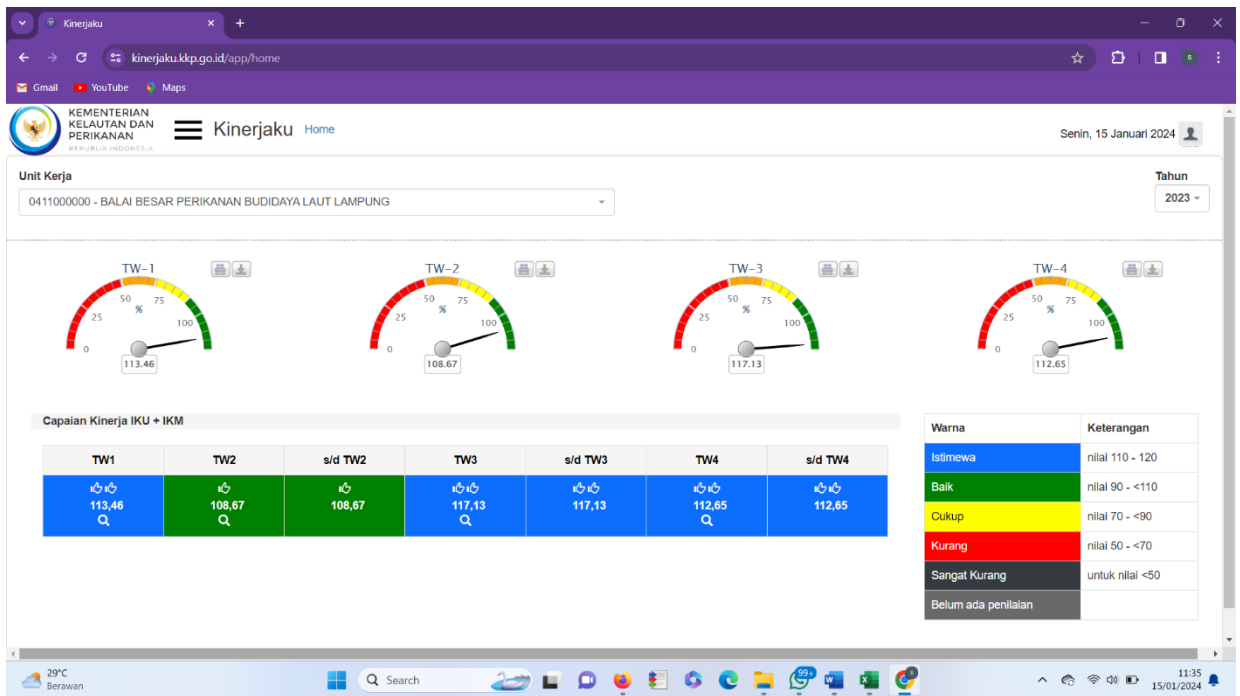 Kinerjaku
kinerjaku.kkp.go.id/app/home
Gmail YouTube Maps
KEMENTERIAN
KELAUTAN DAN
PERIKANAN
REPUBLIK INDONESIA
Kinerjaku Home
Senin, 15 Januari 2024
Unit Kerja
Tahun
0411000000 - BALAI BESAR PERIKANAN BUDIDAYA LAUT LAMPUNG
2023
TW-1
0 25 50 75 100
%
113.46
TW-2
0 25 50 75 100
%
108.67
TW-3
0 25 50 75 100
%
117.13
TW-4
0 25 50 75 100
%
112.65
Capaian Kinerja IKU + IKM
TW1 TW2 s/d TW2 TW3 s/d TW3 TW4 s/d TW4
113,46 108,67 108,67 117,13 117,13 112,65 112,65
Warna Keterangan
Istimewa nilai 110 - 120
Baik nilai 90 - <110
Cukup nilai 70 - <90
Kurang nilai 50 - <70
Sangat Kurang untuk nilai <50
Belum ada penilaian
29°C
Berawan
Search
99+
11:35
15/01/2024